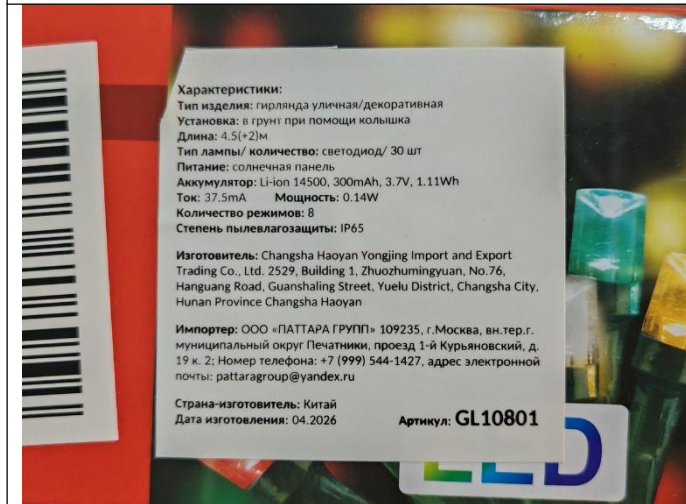 Характеристики:
Тип изделия: гирлянда уличная/декоративная
Установка: в грунт при помощи колышка
Длина: 4.5(+2)м
Тип лампы/ количество: светодиод/ 30 шт
Питание: солнечная панель
Аккумулятор: Li-ion 14500, 300mAh, 3.7V, 1.11Wh
Ток: 37.5mA Мощность: 0.14W
Количество режимов: 8
Степень пылевлагозащиты: IP65
Изготовитель: Changsha Haoyan Yongjing Import and Export
Trading Co., Ltd. 2529, Building 1, Zhuozhumingyuan, No.76,
Hanguang Road, Guanshaling Street, Yuelu District, Changsha City,
Hunan Province Changsha Haoyan
Импортер: ООО «ПАТТАРА ГРУПП» 109235, г.Москва, вн.тер.г.
муниципальный округ Печатники, проезд 1-й Курьяновский, д.
19 к. 2; Номер телефона: +7 (999) 544-1427, адрес электронной
почты: pattaragroup@yandex.ru
Страна-изготовитель: Китай
Дата изготовления: 04.2026 Артикул: GL10801
LED